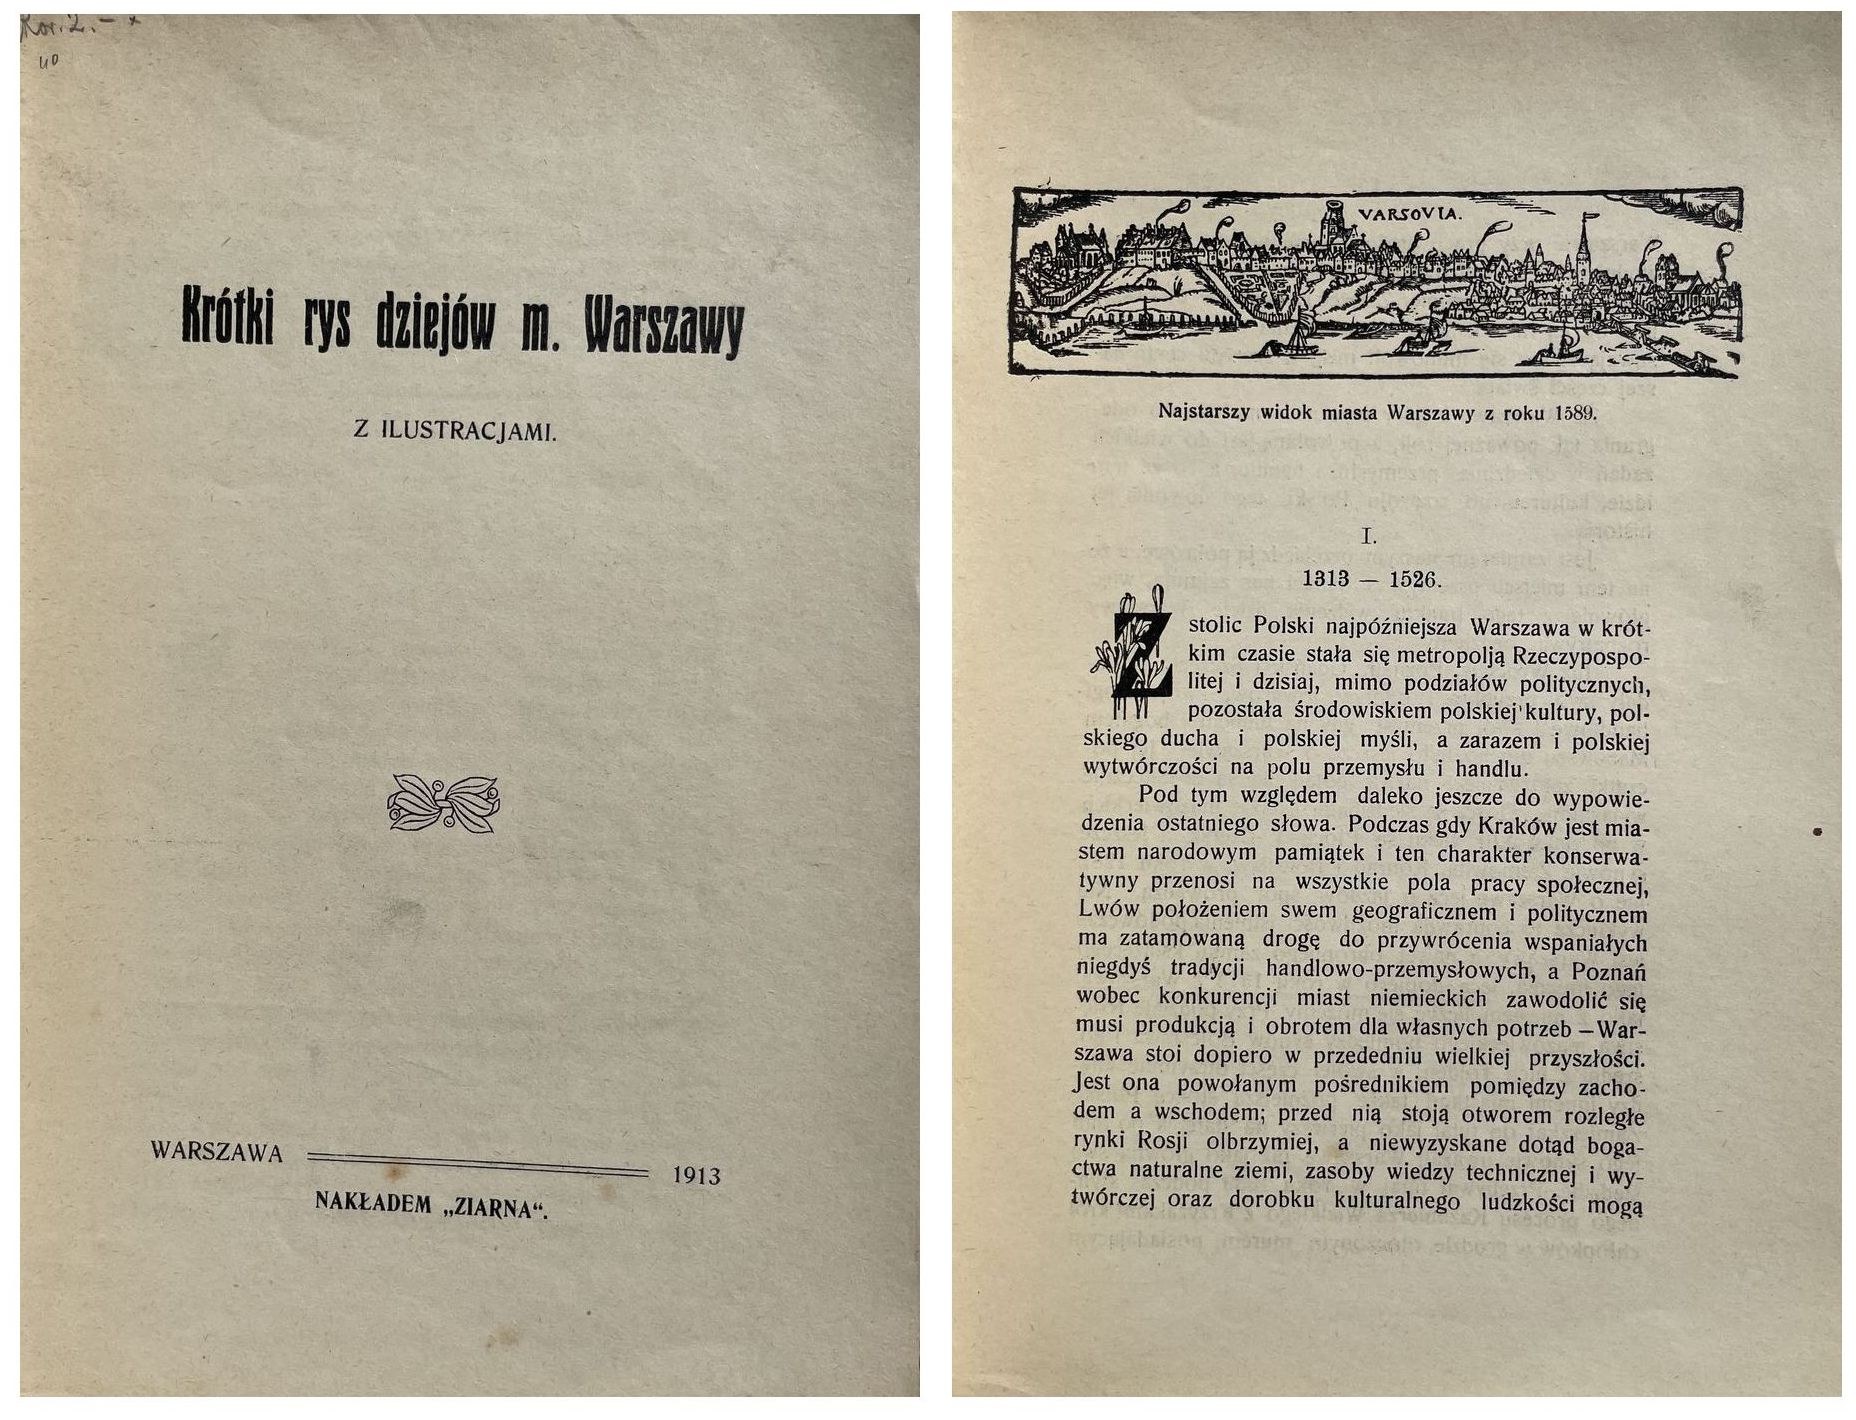 Kor. 2. – x
40
Krótki rys dziejów m. Warszawy
Z ILUSTRACJAMI.
WARSZAWA 1913
NAKŁADEM „ZIARNA“.
VARSOVIA.
Najstarszy widok miasta Warszawy z roku 1589.
I.
1313 — 1526.
Z stolic Polski najpóźniejsza Warszawa w krót-
kim czasie stała się metropolją Rzeczypospo-
litej i dzisiaj, mimo podziałów politycznych,
pozostała środowiskiem polskiej kultury, pol-
skiego ducha i polskiej myśli, a zarazem i polskiej
wytwórczości na polu przemysłu i handlu.
Pod tym względem daleko jeszcze do wypowie-
dzenia ostatniego słowa. Podczas gdy Kraków jest mia-
stem narodowym pamiątek i ten charakter konserwa-
tywny przenosi na wszystkie pola pracy społecznej,
Lwów położeniem swem geograficznem i politycznem
ma zatamowaną drogę do przywrócenia wspaniałych
niegdyś tradycji handlowo-przemysłowych, a Poznań
wobec konkurencji miast niemieckich zawodolić się
musi produkcją i obrotem dla własnych potrzeb — War-
szawa stoi dopiero w przededniu wielkiej przyszłości.
Jest ona powołanym pośrednikiem pomiędzy zacho-
dem a wschodem; przed nią stoją otworem rozległe
rynki Rosji olbrzymiej, a niewyzyskane dotąd boga-
ctwa naturalne ziemi, zasoby wiedzy technicznej i wy-
twórczej oraz dorobku kulturalnego ludzkości mogą